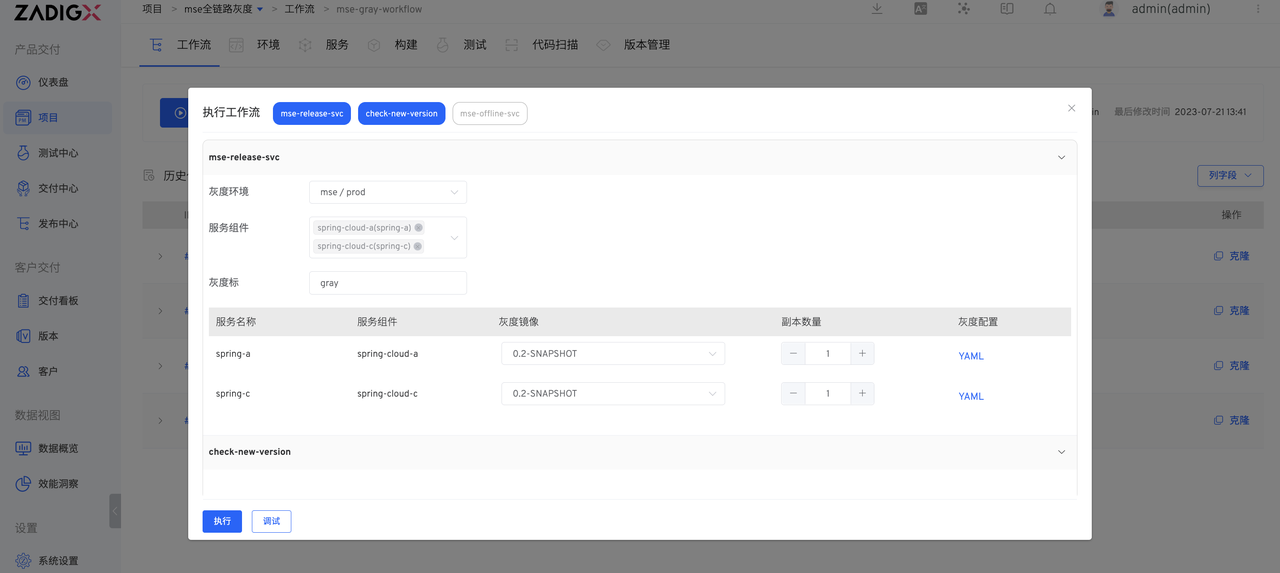 ZADIGX
项目 > mse全链路灰度 > 工作流 > mse-gray-workflow
admin(admin)
工作流 环境 服务 构建 测试 代码扫描 版本管理
产品交付
仪表盘
项目
测试中心
交付中心
发布中心
客户交付
交付看板
版本
客户
数据视图
数据概览
效能洞察
设置
系统设置
最后修改时间 2023-07-21 13:41
列字段
操作
克隆
克隆
克隆
克隆
执行工作流 mse-release-svc check-new-version mse-offline-svc
mse-release-svc
灰度环境 mse / prod
服务组件 spring-cloud-a(spring-a)
spring-cloud-c(spring-c)
灰度标 gray
服务名称 服务组件 灰度镜像 副本数量 灰度配置
spring-a spring-cloud-a 0.2-SNAPSHOT 1 YAML
spring-c spring-cloud-c 0.2-SNAPSHOT 1 YAML
check-new-version
执行 调试